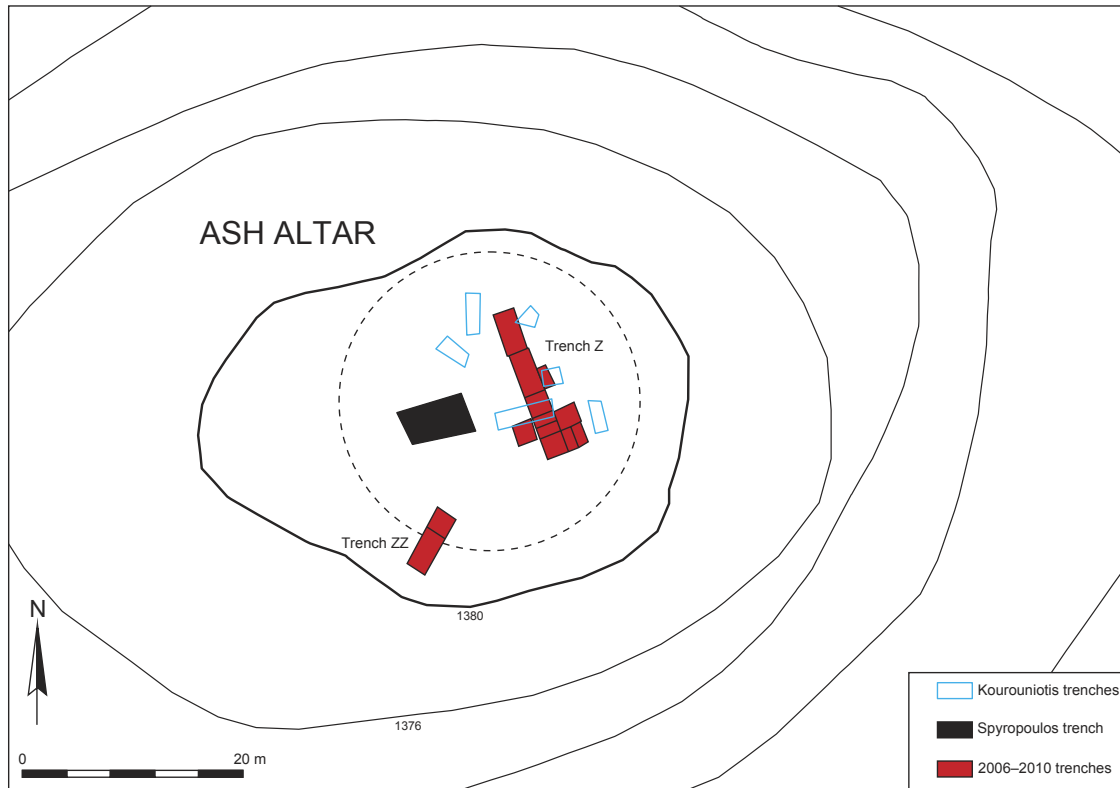 ASH ALTAR
Trench Z
Trench ZZ
1380
1376
N
0 20 m
Kourouniotis trenches
Spyropoulos trench
2006–2010 trenches